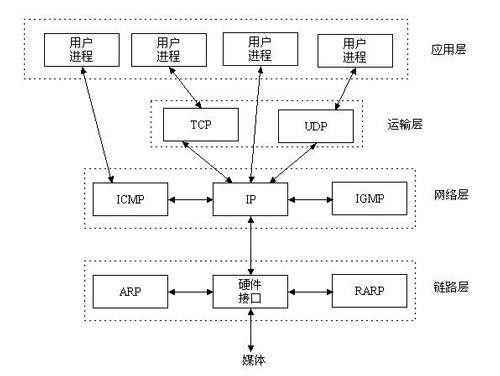 用户
进程
用户
进程
用户
进程
用户
进程
应用层
TCP
UDP
运输层
ICMP
IP
IGMP
网络层
ARP
硬件
接口
RARP
链路层
媒体